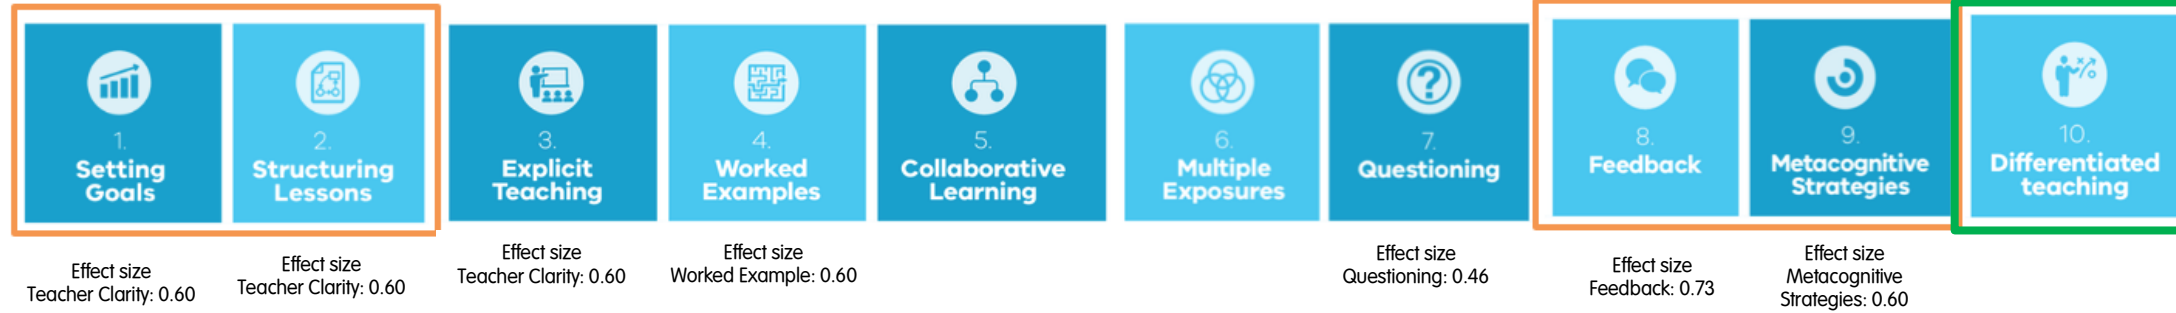 1.
Setting
Goals
2.
Structuring
Lessons
3.
Explicit
Teaching
4.
Worked
Examples
5.
Collaborative
Learning
6.
Multiple
Exposures
7.
Questioning
8.
Feedback
9.
Metacognitive
Strategies
10.
Differentiated
teaching
Effect size
Teacher Clarity: 0.60
Effect size
Teacher Clarity: 0.60
Effect size
Teacher Clarity: 0.60
Effect size
Worked Example: 0.60
Effect size
Questioning: 0.46
Effect size
Feedback: 0.73
Effect size
Metacognitive
Strategies: 0.60